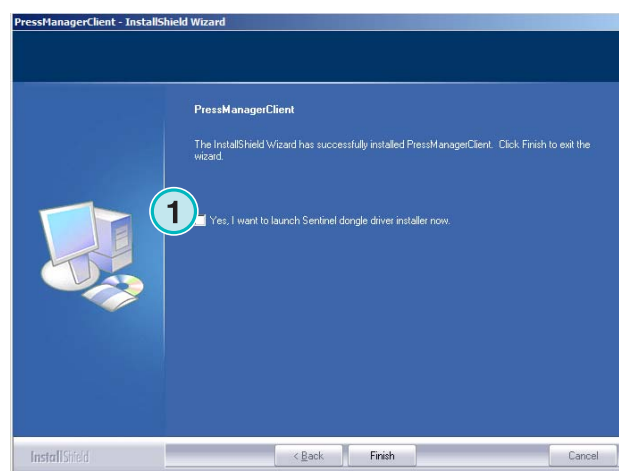 PressManagerClient - InstallShield Wizard
PressManagerClient
The InstallShield Wizard has successfully installed PressManagerClient. Click Finish to exit the
wizard.
1
Yes, I want to launch Sentinel dongle driver installer now.
InstallShield
< Back
Finish
Cancel